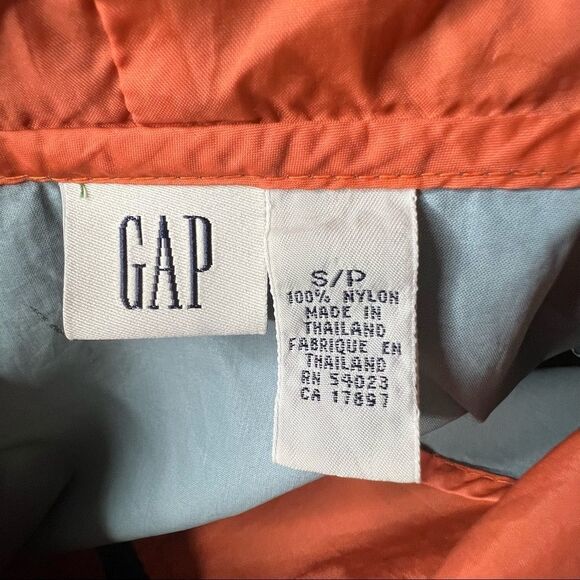 GAP
S/P
100% NYLON
MADE IN
THAILAND
FABRIQUE EN
THAILAND
RN 54023
CA 17897